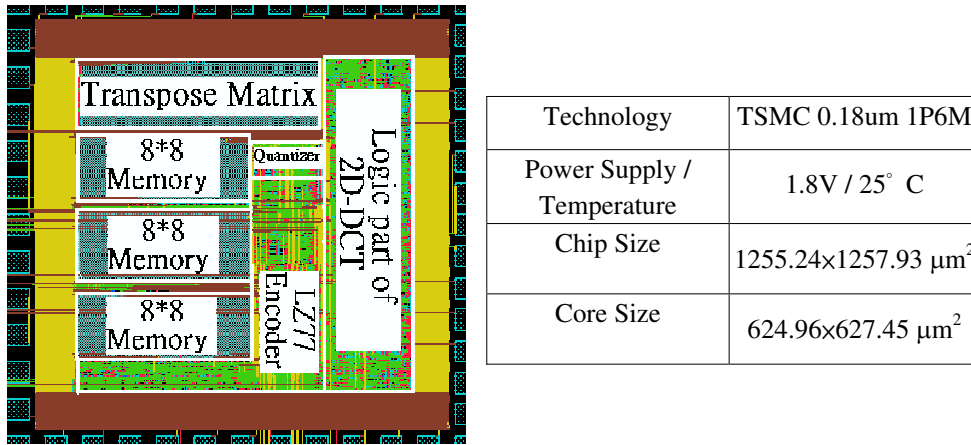 Transpose Matrix
8*8
Memory
Quantizer
8*8
Memory
8*8
Memory
LZ77
Encoder
Logic part of
2D-DCT
Technology
TSMC 0.18um 1P6M
Power Supply /
Temperature
1.8V / 25° C
Chip Size
1255.24×1257.93 μm²
Core Size
624.96×627.45 μm²